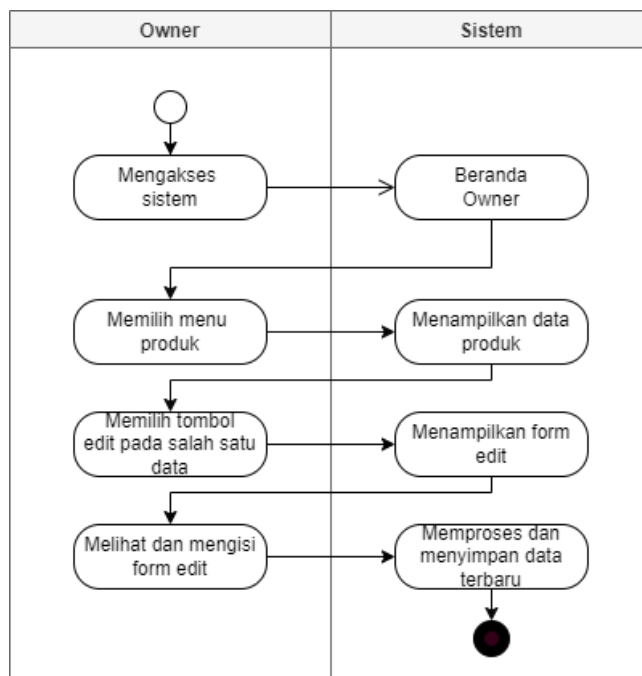 Owner
Sistem
Mengakses
sistem
Beranda
Owner
Memilih menu
produk
Menampilkan data
produk
Memilih tombol
edit pada salah satu
data
Menampilkan form
edit
Melihat dan mengisi
form edit
Memproses dan
menyimpan data
terbaru